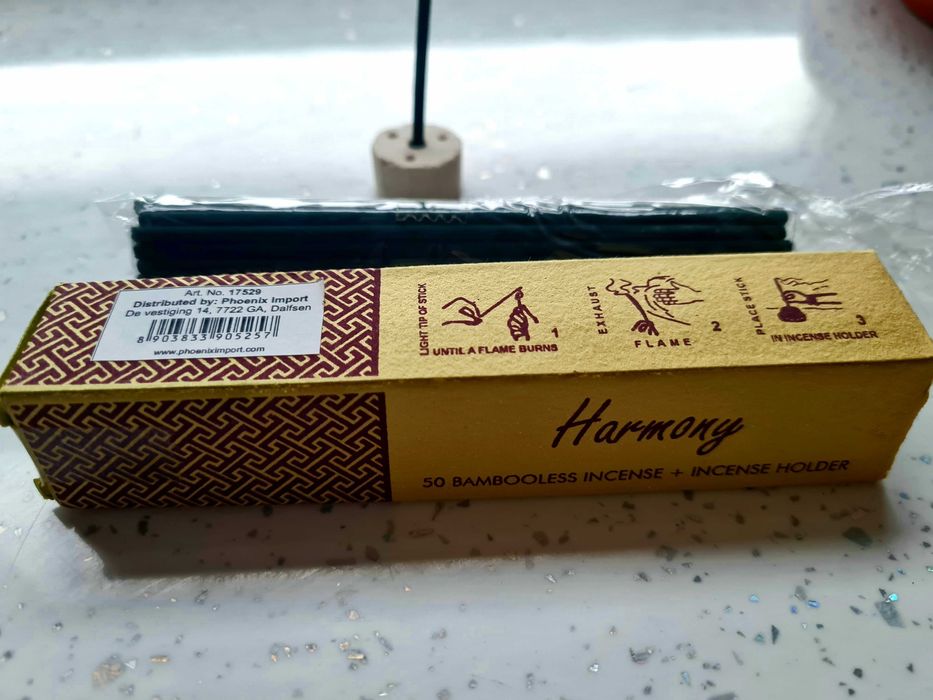 Art. No. 17529
Distributed by: Phoenix Import
De vestiging 14, 7722 GA, Dalfsen
8 903833 905257
www.phoeniximport.com
LIGHT TIP OF STICK
1
UNTIL A FLAME BURNS
EXHAUST
2
FLAME
PLACE STICK
3
IN INCENSE HOLDER
Harmony
50 BAMBOOLESS INCENSE + INCENSE HOLDER